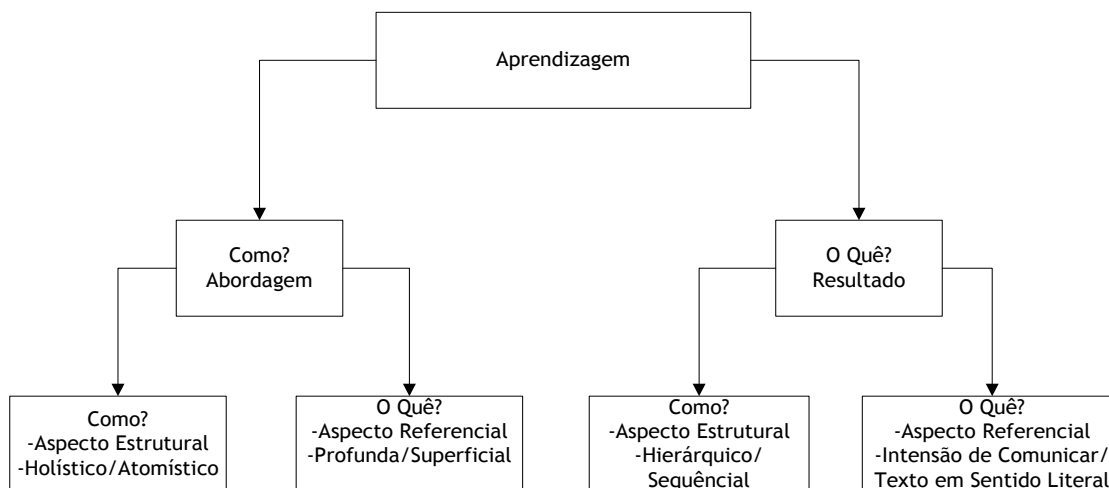 Aprendizagem
Como?
Abordagem
O Quê?
Resultado
Como?
-Aspecto Estrutural
-Holístico/Atomístico
O Quê?
-Aspecto Referencial
-Profunda/Superficial
Como?
-Aspecto Estrutural
-Hierárquico/
Sequêncial
O Quê?
-Aspecto Referencial
-Intensão de Comunicar/
Texto em Sentido Literal